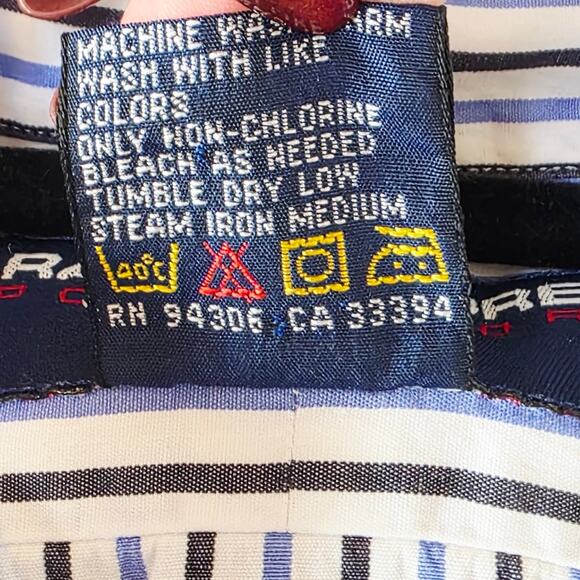 MACHINE WASH WARM
WASH WITH LIKE
COLORS
ONLY NON-CHLORINE
BLEACH AS NEEDED
TUMBLE DRY LOW
STEAM IRON MEDIUM
40°C
RN 94306 CA 33394